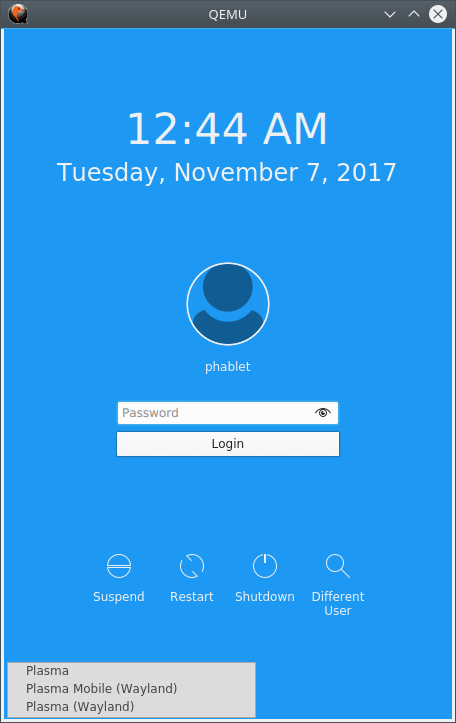 QEMU
12:44 AM
Tuesday, November 7, 2017
phablet
Password
Login
Suspend
Restart
Shutdown
Different
User
Plasma
Plasma Mobile (Wayland)
Plasma (Wayland)